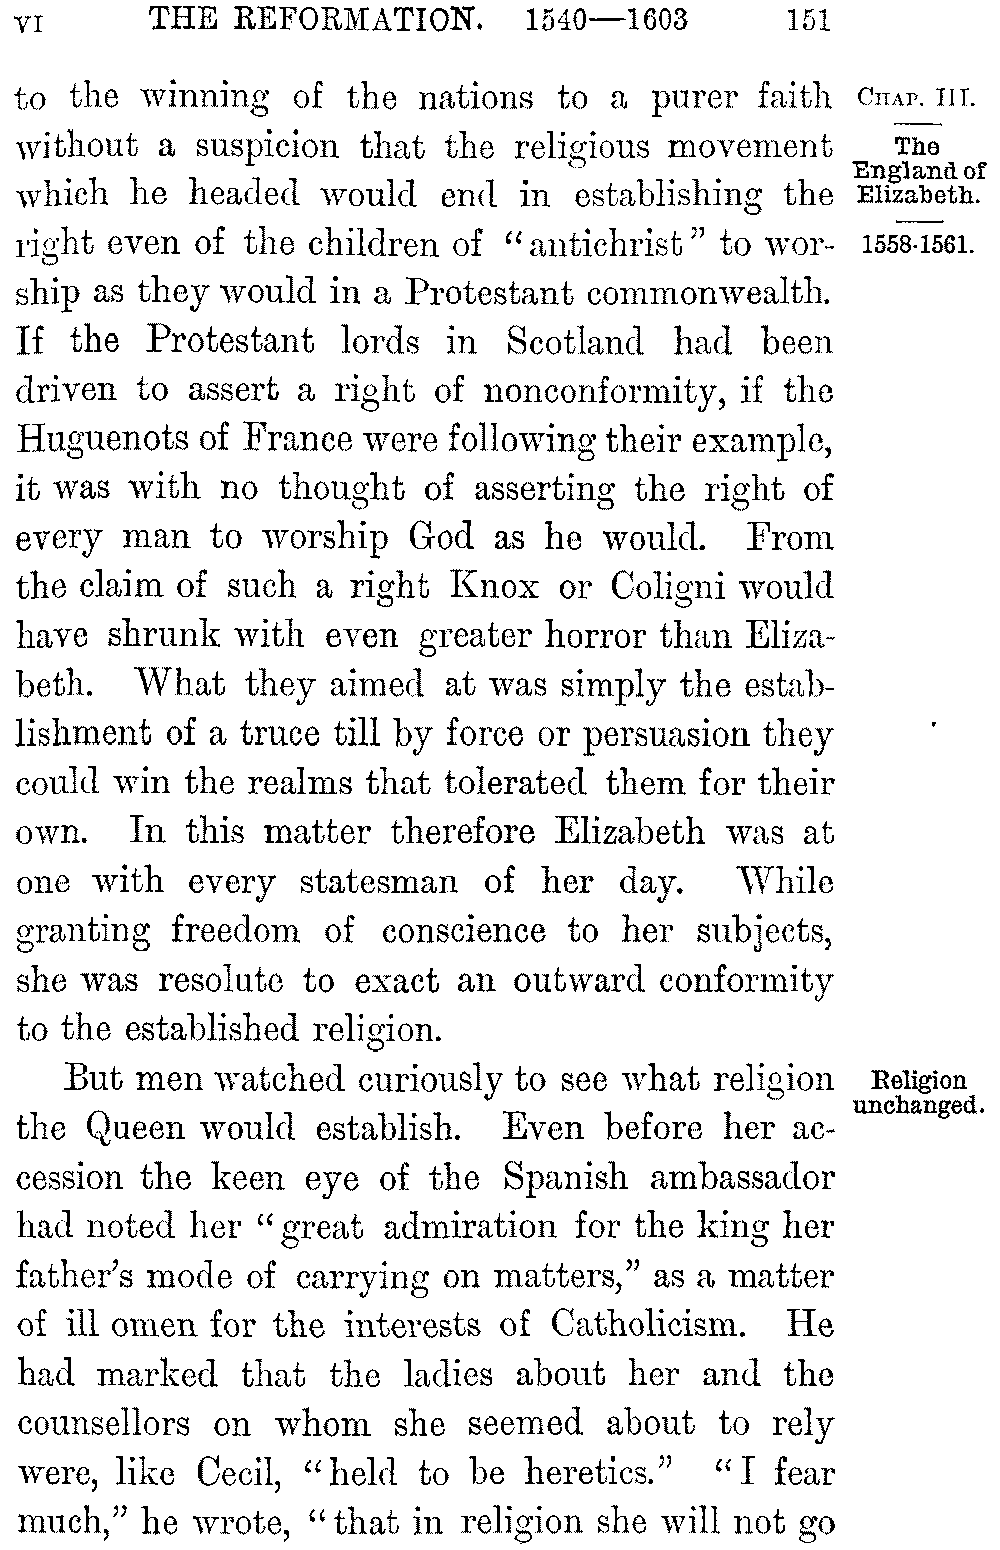 VI THE REFORMATION. 1540—1603 151
to the winning of the nations to a purer faith
without a suspicion that the religious movement
which he headed would end in establishing the
right even of the children of “antichrist” to wor-
ship as they would in a Protestant commonwealth.
If the Protestant lords in Scotland had been
driven to assert a right of nonconformity, if the
Huguenots of France were following their example,
it was with no thought of asserting the right of
every man to worship God as he would. From
the claim of such a right Knox or Coligni would
have shrunk with even greater horror than Eliza-
beth. What they aimed at was simply the estab-
lishment of a truce till by force or persuasion they
could win the realms that tolerated them for their
own. In this matter therefore Elizabeth was at
one with every statesman of her day. While
granting freedom of conscience to her subjects,
she was resolute to exact an outward conformity
to the established religion.
But men watched curiously to see what religion
the Queen would establish. Even before her ac-
cession the keen eye of the Spanish ambassador
had noted her “great admiration for the king her
father’s mode of carrying on matters,” as a matter
of ill omen for the interests of Catholicism. He
had marked that the ladies about her and the
counsellors on whom she seemed about to rely
were, like Cecil, “held to be heretics.” “I fear
much,” he wrote, “that in religion she will not go
CHAP. III.
The
England of
Elizabeth.
1558-1561.
Religion
unchanged.